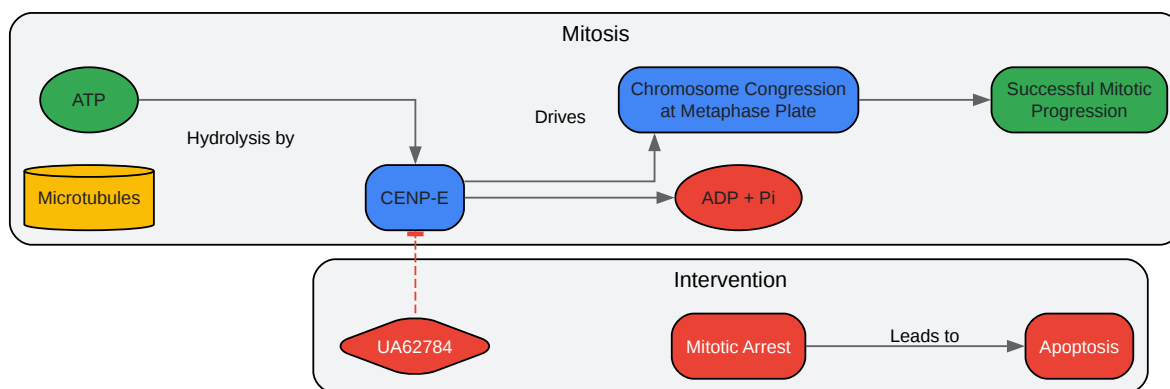 Mitosis
ATP
Hydrolysis by
Microtubules
CENP-E
Drives
Chromosome Congression
at Metaphase Plate
Successful Mitotic
Progression
ADP + Pi
Intervention
UA62784
Mitotic Arrest
Leads to
Apoptosis